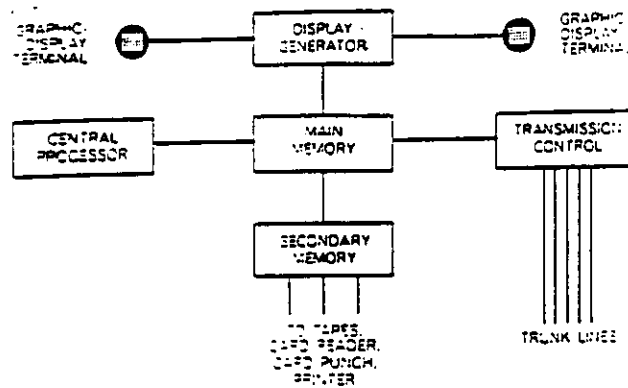 GRAPHIC-
DISPLAY
TERMINAL
DISPLAY
GENERATOR
GRAPHIC
DISPLAY
TERMINAL
CENTRAL
PROCESSOR
MAIN
MEMORY
TRANSMISSION
CONTROL
SECONDARY
MEMORY
TO TAPES,
CARD READER,
CARD PUNCH,
PRINTER
TRUNK LINES